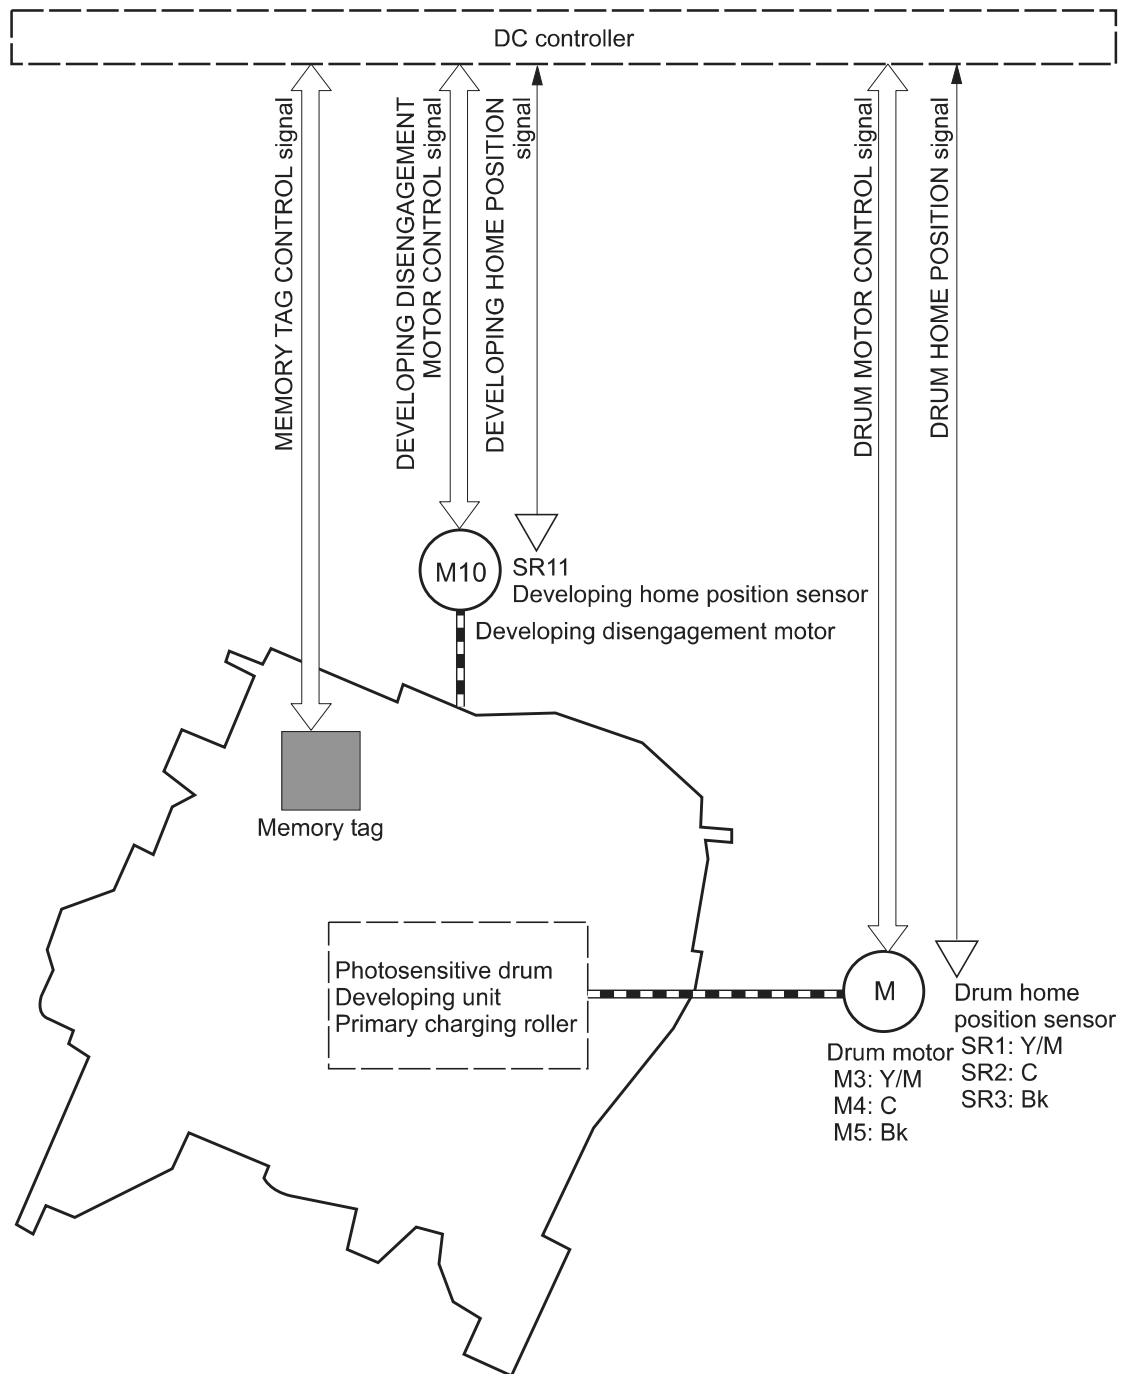 DC controller
MEMORY TAG CONTROL signal
DEVELOPING DISENGAGEMENT
MOTOR CONTROL signal
DEVELOPING HOME POSITION
signal
DRUM MOTOR CONTROL signal
DRUM HOME POSITION signal
M10
SR11
Developing home position sensor
Developing disengagement motor
Memory tag
Photosensitive drum
Developing unit
Primary charging roller
M
Drum motor
M3: Y/M
M4: C
M5: Bk
Drum home
position sensor
SR1: Y/M
SR2: C
SR3: Bk